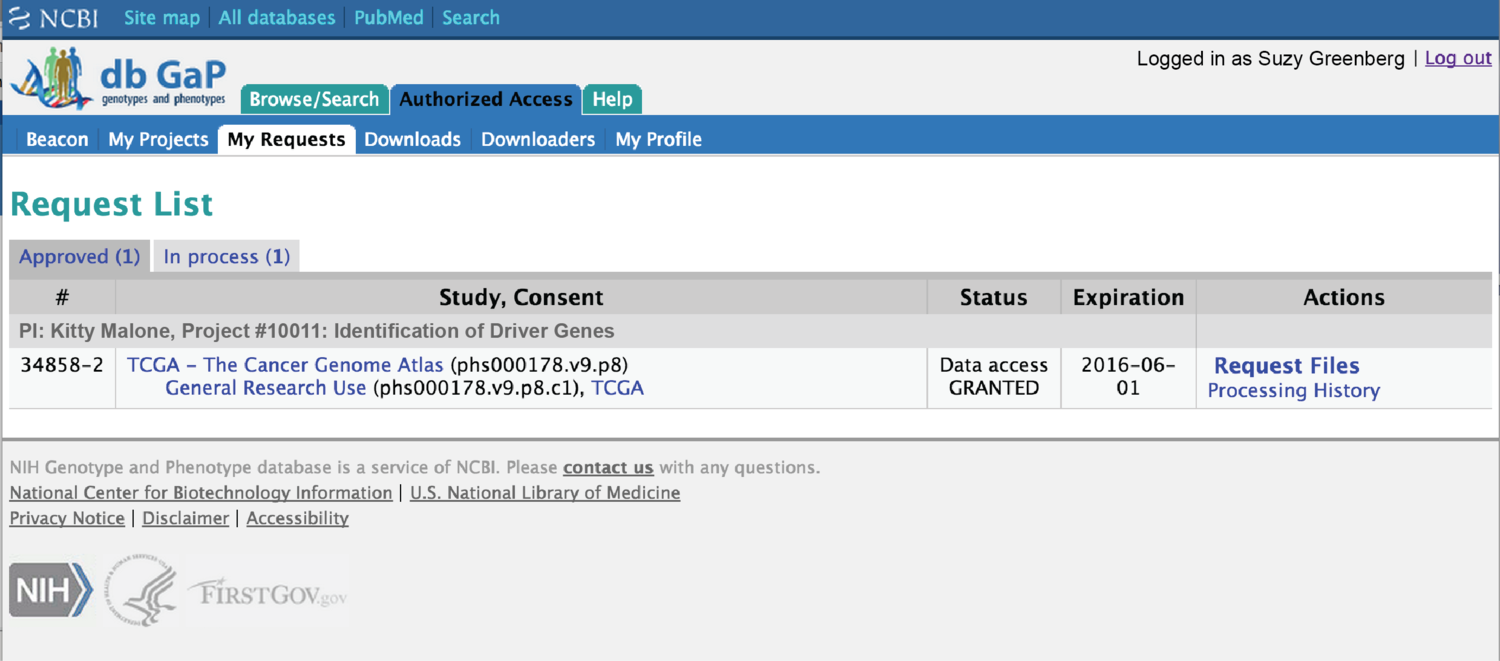 NCBI Site map All databases PubMed Search
Logged in as Suzy Greenberg | Log out
db GaP
genotypes and phenotypes
Browse/Search Authorized Access Help
Beacon My Projects My Requests Downloads Downloaders My Profile
Request List
Approved (1) In process (1)
# Study, Consent Status Expiration Actions
PI: Kitty Malone, Project #10011: Identification of Driver Genes
34858-2 TCGA – The Cancer Genome Atlas (phs000178.v9.p8) Data access 2016-06- Request Files
General Research Use (phs000178.v9.p8.c1), TCGA GRANTED 01 Processing History
NIH Genotype and Phenotype database is a service of NCBI. Please contact us with any questions.
National Center for Biotechnology Information | U.S. National Library of Medicine
Privacy Notice | Disclaimer | Accessibility
NIH FIRSTGOV.gov